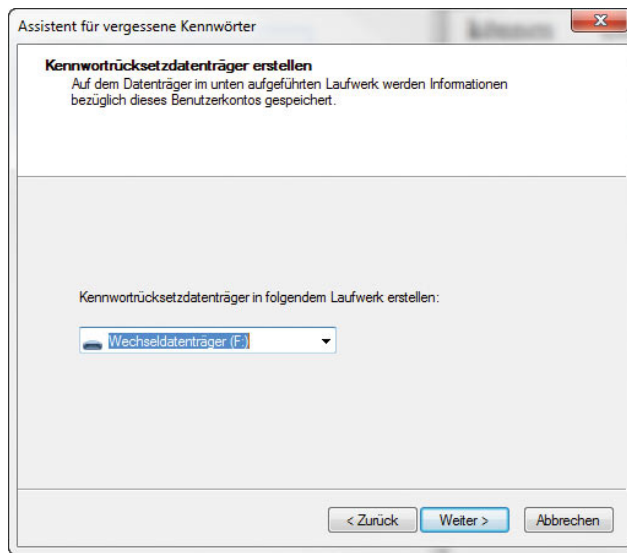 Assistent für vergessene Kennwörter
Kennwortrücksetzdatenträger erstellen
Auf dem Datenträger im unten aufgeführten Laufwerk werden Informationen
bezüglich dieses Benutzerkontos gespeichert.
Kennwortrücksetzdatenträger in folgendem Laufwerk erstellen:
Wechseldatenträger (F:)
< Zurück
Weiter >
Abbrechen